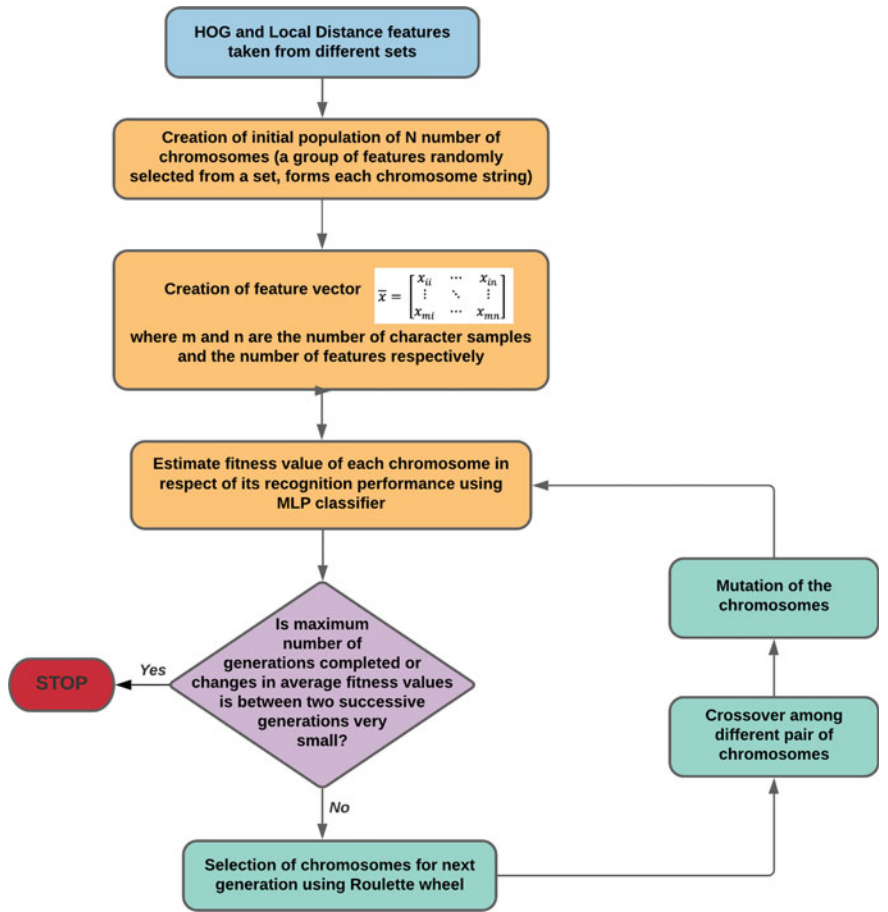 HOG and Local Distance features
taken from different sets
Creation of initial population of N number of
chromosomes (a group of features randomly
selected from a set, forms each chromosome string)
Creation of feature vector
x̅ = [x_ii ⋯ x_in
⋮ ⋱ ⋮
x_mi ⋯ x_mn]
where m and n are the number of character samples
and the number of features respectively
Estimate fitness value of each chromosome in
respect of its recognition performance using
MLP classifier
Is maximum
number of
generations completed or
changes in average fitness values
is between two successive
generations very
small?
Yes
STOP
No
Selection of chromosomes for next
generation using Roulette wheel
Crossover among
different pair of
chromosomes
Mutation of the
chromosomes